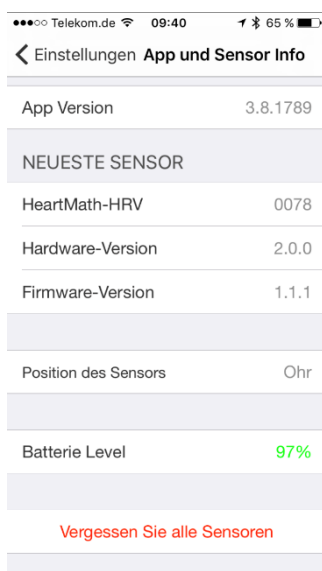 Telekom.de 09:40 65 %
Einstellungen App und Sensor Info
App Version 3.8.1789
NEUESTE SENSOR
HeartMath-HRV 0078
Hardware-Version 2.0.0
Firmware-Version 1.1.1
Position des Sensors Ohr
Batterie Level 97%
Vergessen Sie alle Sensoren